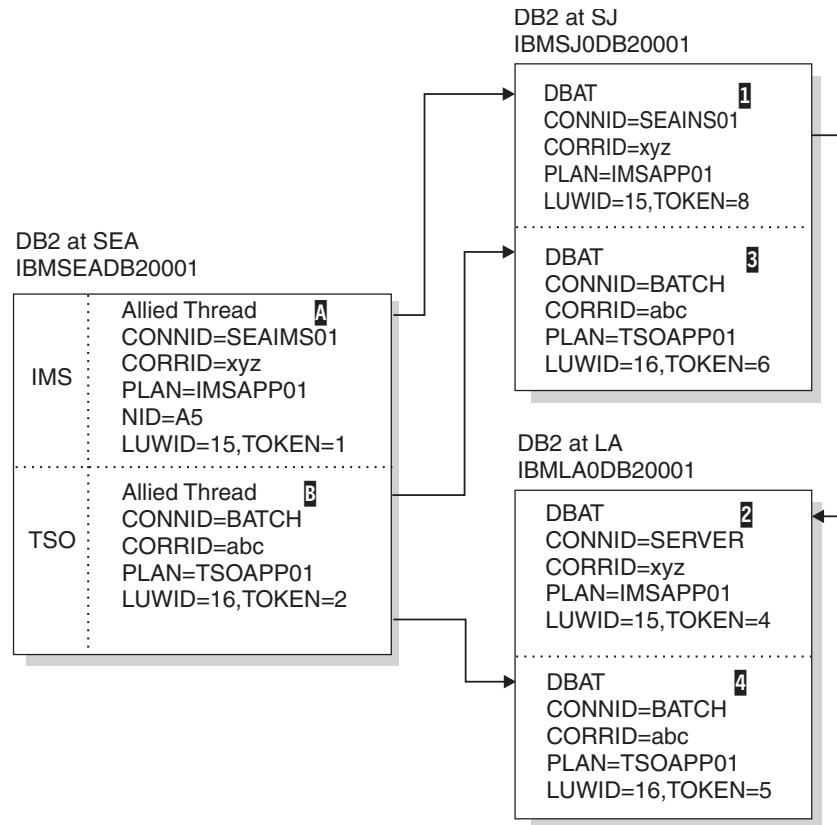 DB2 at SJ
IBMSJ0DB20001
DBAT 1
CONNID=SEAINS01
CORRID=xyz
PLAN=IMSAPP01
LUWID=15,TOKEN=8
DBAT 3
CONNID=BATCH
CORRID=abc
PLAN=TSOAPP01
LUWID=16,TOKEN=6
DB2 at SEA
IBMSEADB20001
IMS
Allied Thread A
CONNID=SEAIMS01
CORRID=xyz
PLAN=IMSAPP01
NID=A5
LUWID=15,TOKEN=1
TSO
Allied Thread B
CONNID=BATCH
CORRID=abc
PLAN=TSOAPP01
LUWID=16,TOKEN=2
DB2 at LA
IBMLA0DB20001
DBAT 2
CONNID=SERVER
CORRID=xyz
PLAN=IMSAPP01
LUWID=15,TOKEN=4
DBAT 4
CONNID=BATCH
CORRID=abc
PLAN=TSOAPP01
LUWID=16,TOKEN=5